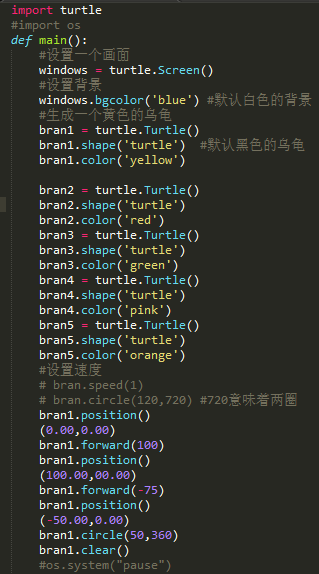 import turtle
#import os
def main():
    #设置一个画面
    windows = turtle.Screen()
    #设置背景
    windows.bgcolor('blue') #默认白色的背景
    #生成一个黄色的乌龟
    bran1 = turtle.Turtle()
    bran1.shape('turtle')  #默认黑色的乌龟
    bran1.color('yellow')

    bran2 = turtle.Turtle()
    bran2.shape('turtle')
    bran2.color('red')
    bran3 = turtle.Turtle()
    bran3.shape('turtle')
    bran3.color('green')
    bran4 = turtle.Turtle()
    bran4.shape('turtle')
    bran4.color('pink')
    bran5 = turtle.Turtle()
    bran5.shape('turtle')
    bran5.color('orange')
    #设置速度
    # bran.speed(1)
    # bran.circle(120,720) #720意味着两圈
    bran1.position()
    (0.00,0.00)
    bran1.forward(100)
    bran1.position()
    (100.00,00.00)
    bran1.forward(-75)
    bran1.position()
    (-50.00,0.00)
    bran1.circle(50,360)
    bran1.clear()
    #os.system("pause")